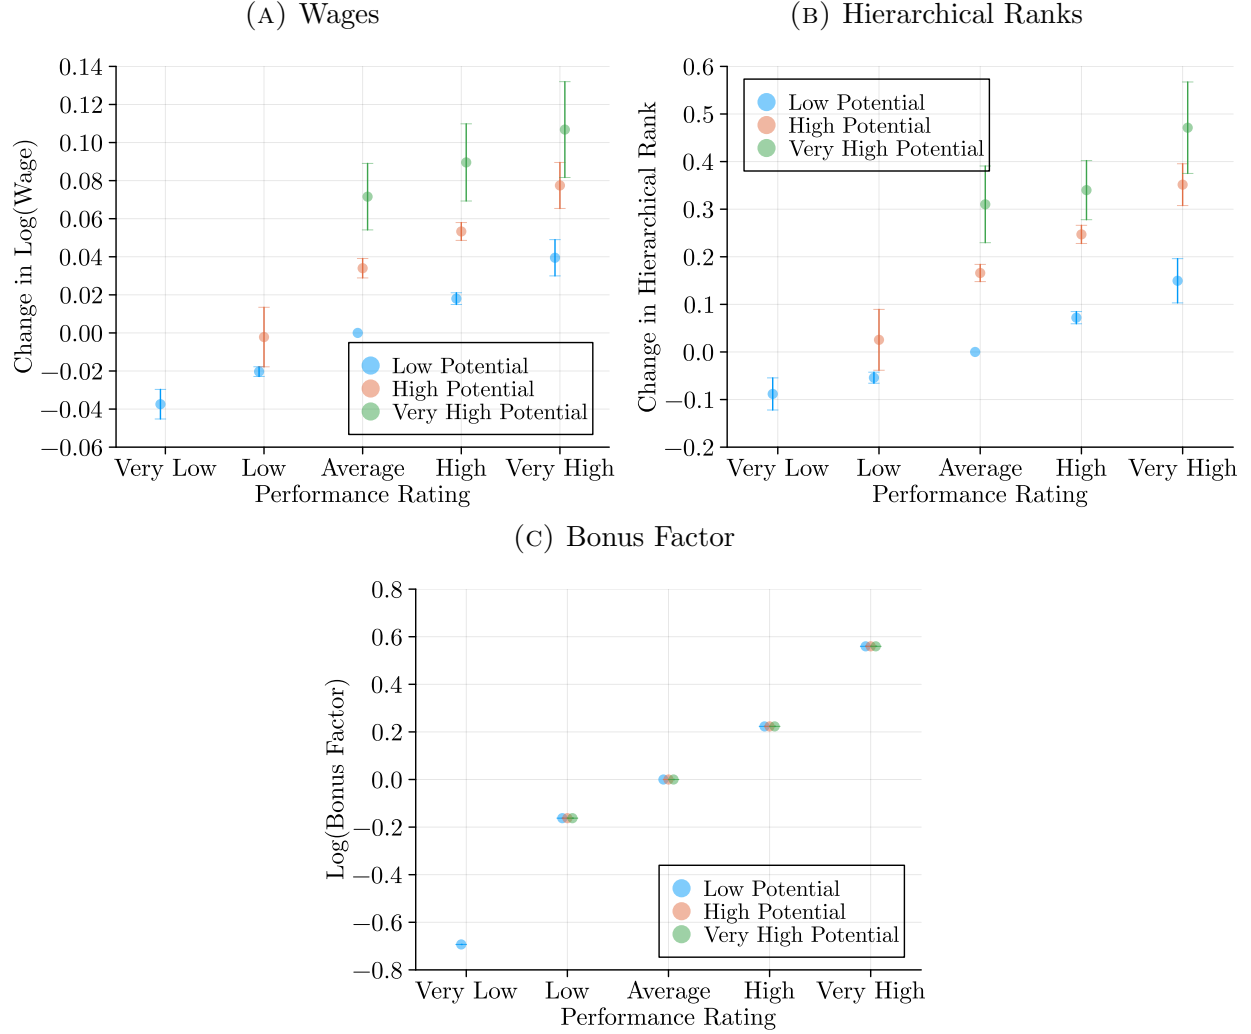 (A) Wages
0.14
0.12
0.10
0.08
0.06
0.04
0.02
0.00
−0.02
−0.04
−0.06
Change in Log(Wage)
Low Potential
High Potential
Very High Potential
Very Low Low Average High Very High
Performance Rating
(B) Hierarchical Ranks
0.6
0.5
0.4
0.3
0.2
0.1
0.0
−0.1
−0.2
Change in Hierarchical Rank
Low Potential
High Potential
Very High Potential
Very Low Low Average High Very High
Performance Rating
(C) Bonus Factor
0.8
0.6
0.4
0.2
0.0
−0.2
−0.4
−0.6
−0.8
Log(Bonus Factor)
Low Potential
High Potential
Very High Potential
Very Low Low Average High Very High
Performance Rating